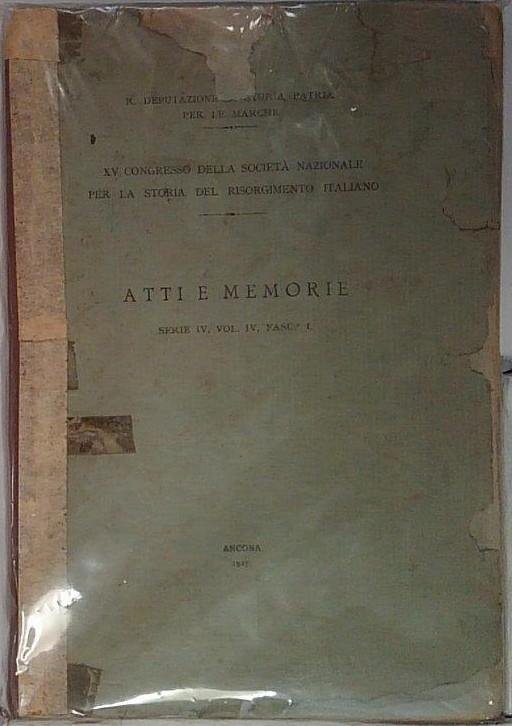 R. DEPUTAZIONE DI STORIA PATRIA
PER LE MARCHE
XV CONGRESSO DELLA SOCIETÀ NAZIONALE
PER LA STORIA DEL RISORGIMENTO ITALIANO
ATTI E MEMORIE
SERIE IV, VOL. IV, FASC. I.
ANCONA
1927